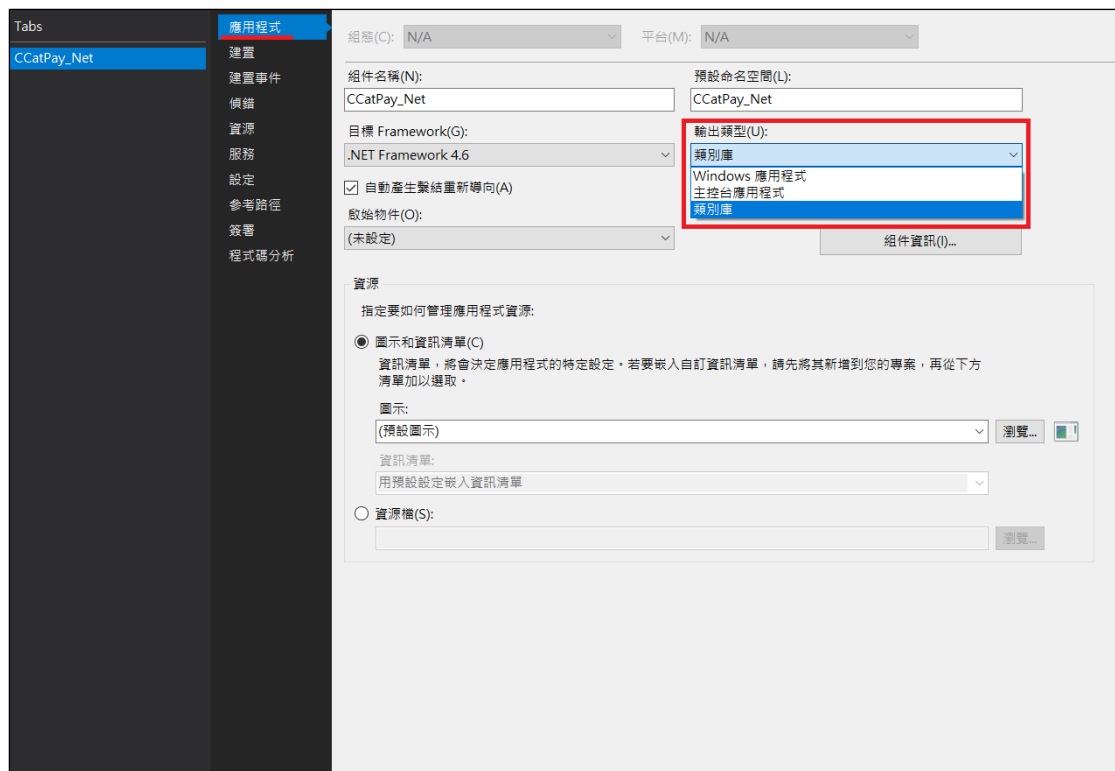 Tabs
CCatPay_Net
應用程式
建置
建置事件
偵錯
資源
服務
設定
參考路徑
簽署
程式碼分析
組態(C): N/A 平台(M): N/A
組件名稱(N): 預設命名空間(L):
CCatPay_Net CCatPay_Net
目標 Framework(G): 輸出類型(U):
.NET Framework 4.6 類別庫
Windows 應用程式
主控台應用程式
類別庫
自動產生繫結重新導向(A)
啟始物件(O):
(未設定) 組件資訊(I)...
資源
指定要如何管理應用程式資源:
圖示和資訊清單(C)
資訊清單，將會決定應用程式的特定設定。若要嵌入自訂資訊清單，請先將其新增到您的專案，再從下方
清單加以選取。
圖示:
(預設圖示) 瀏覽...
資訊清單:
用預設設定嵌入資訊清單
資源檔(S):
瀏覽...